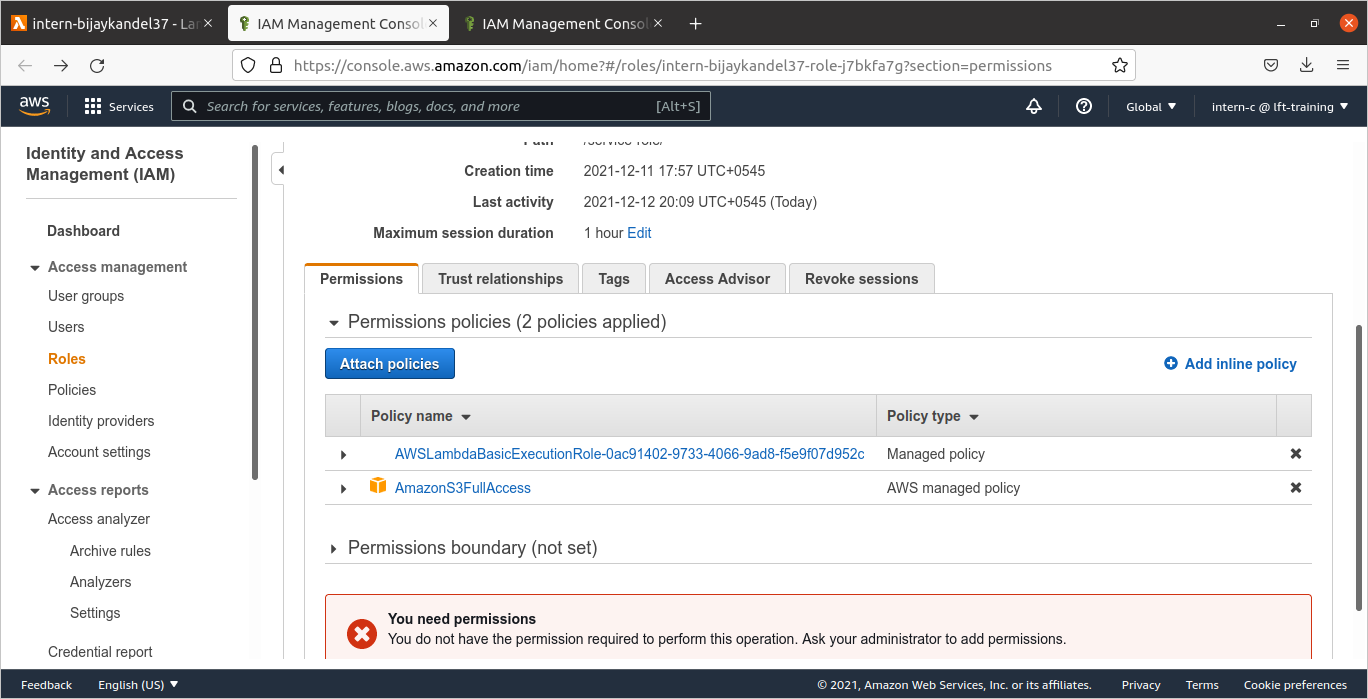 intern-bijaykandel37 - La
IAM Management Conso
IAM Management Conso
https://console.aws.amazon.com/iam/home?#/roles/intern-bijaykandel37-role-j7bkfa7g?section=permissions
aws
Services
Search for services, features, blogs, docs, and more
[Alt+S]
Global
intern-c @ lft-training
Identity and Access
Management (IAM)
Dashboard
Access management
User groups
Users
Roles
Policies
Identity providers
Account settings
Access reports
Access analyzer
Archive rules
Analyzers
Settings
Credential report
Path /service-role/
Creation time 2021-12-11 17:57 UTC+0545
Last activity 2021-12-12 20:09 UTC+0545 (Today)
Maximum session duration 1 hour Edit
Permissions Trust relationships Tags Access Advisor Revoke sessions
Permissions policies (2 policies applied)
Attach policies
Add inline policy
Policy name Policy type
AWSLambdaBasicExecutionRole-0ac91402-9733-4066-9ad8-f5e9f07d952c Managed policy
AmazonS3FullAccess AWS managed policy
Permissions boundary (not set)
You need permissions
You do not have the permission required to perform this operation. Ask your administrator to add permissions.
Feedback English (US) © 2021, Amazon Web Services, Inc. or its affiliates. Privacy Terms Cookie preferences